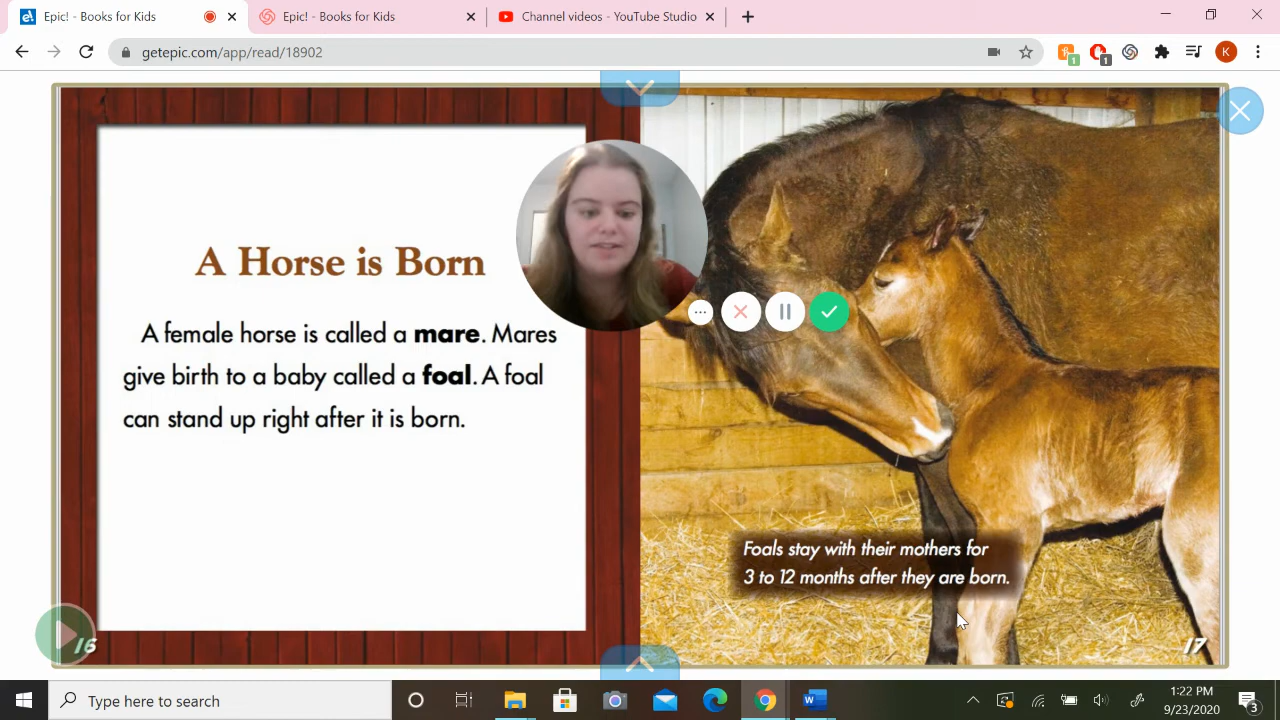 Epic! - Books for Kids
Epic! - Books for Kids
Channel videos - YouTube Studio
getepic.com/app/read/18902
1
1
K
A Horse is Born
A female horse is called a mare. Mares
give birth to a baby called a foal. A foal
can stand up right after it is born.
Foals stay with their mothers for
3 to 12 months after they are born.
16
17
Type here to search
W
1:22 PM
9/23/2020
3